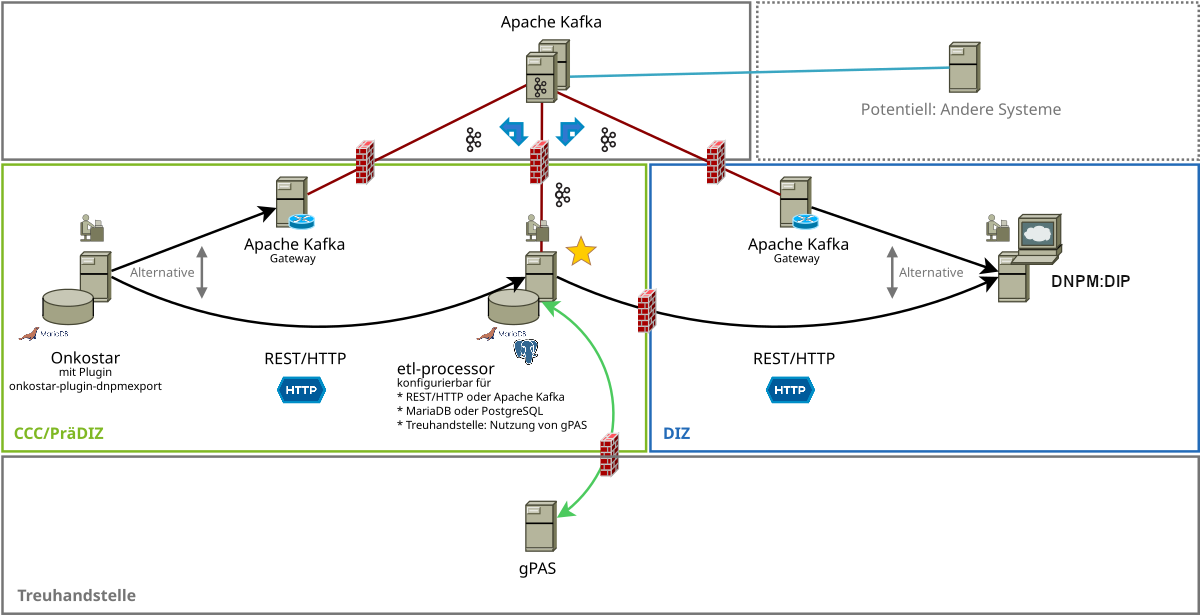 Apache Kafka
Potentiell: Andere Systeme
Apache Kafka
Gateway
Alternative
MariaDB
Onkostar
mit Plugin
onkostar-plugin-dnpmexport
REST/HTTP
HTTP
MariaDB
etl-processor
konfigurierbar für
* REST/HTTP oder Apache Kafka
* MariaDB oder PostgreSQL
* Treuhandstelle: Nutzung von gPAS
CCC/PräDIZ
Apache Kafka
Gateway
Alternative
DNPM:DIP
REST/HTTP
HTTP
DIZ
gPAS
Treuhandstelle